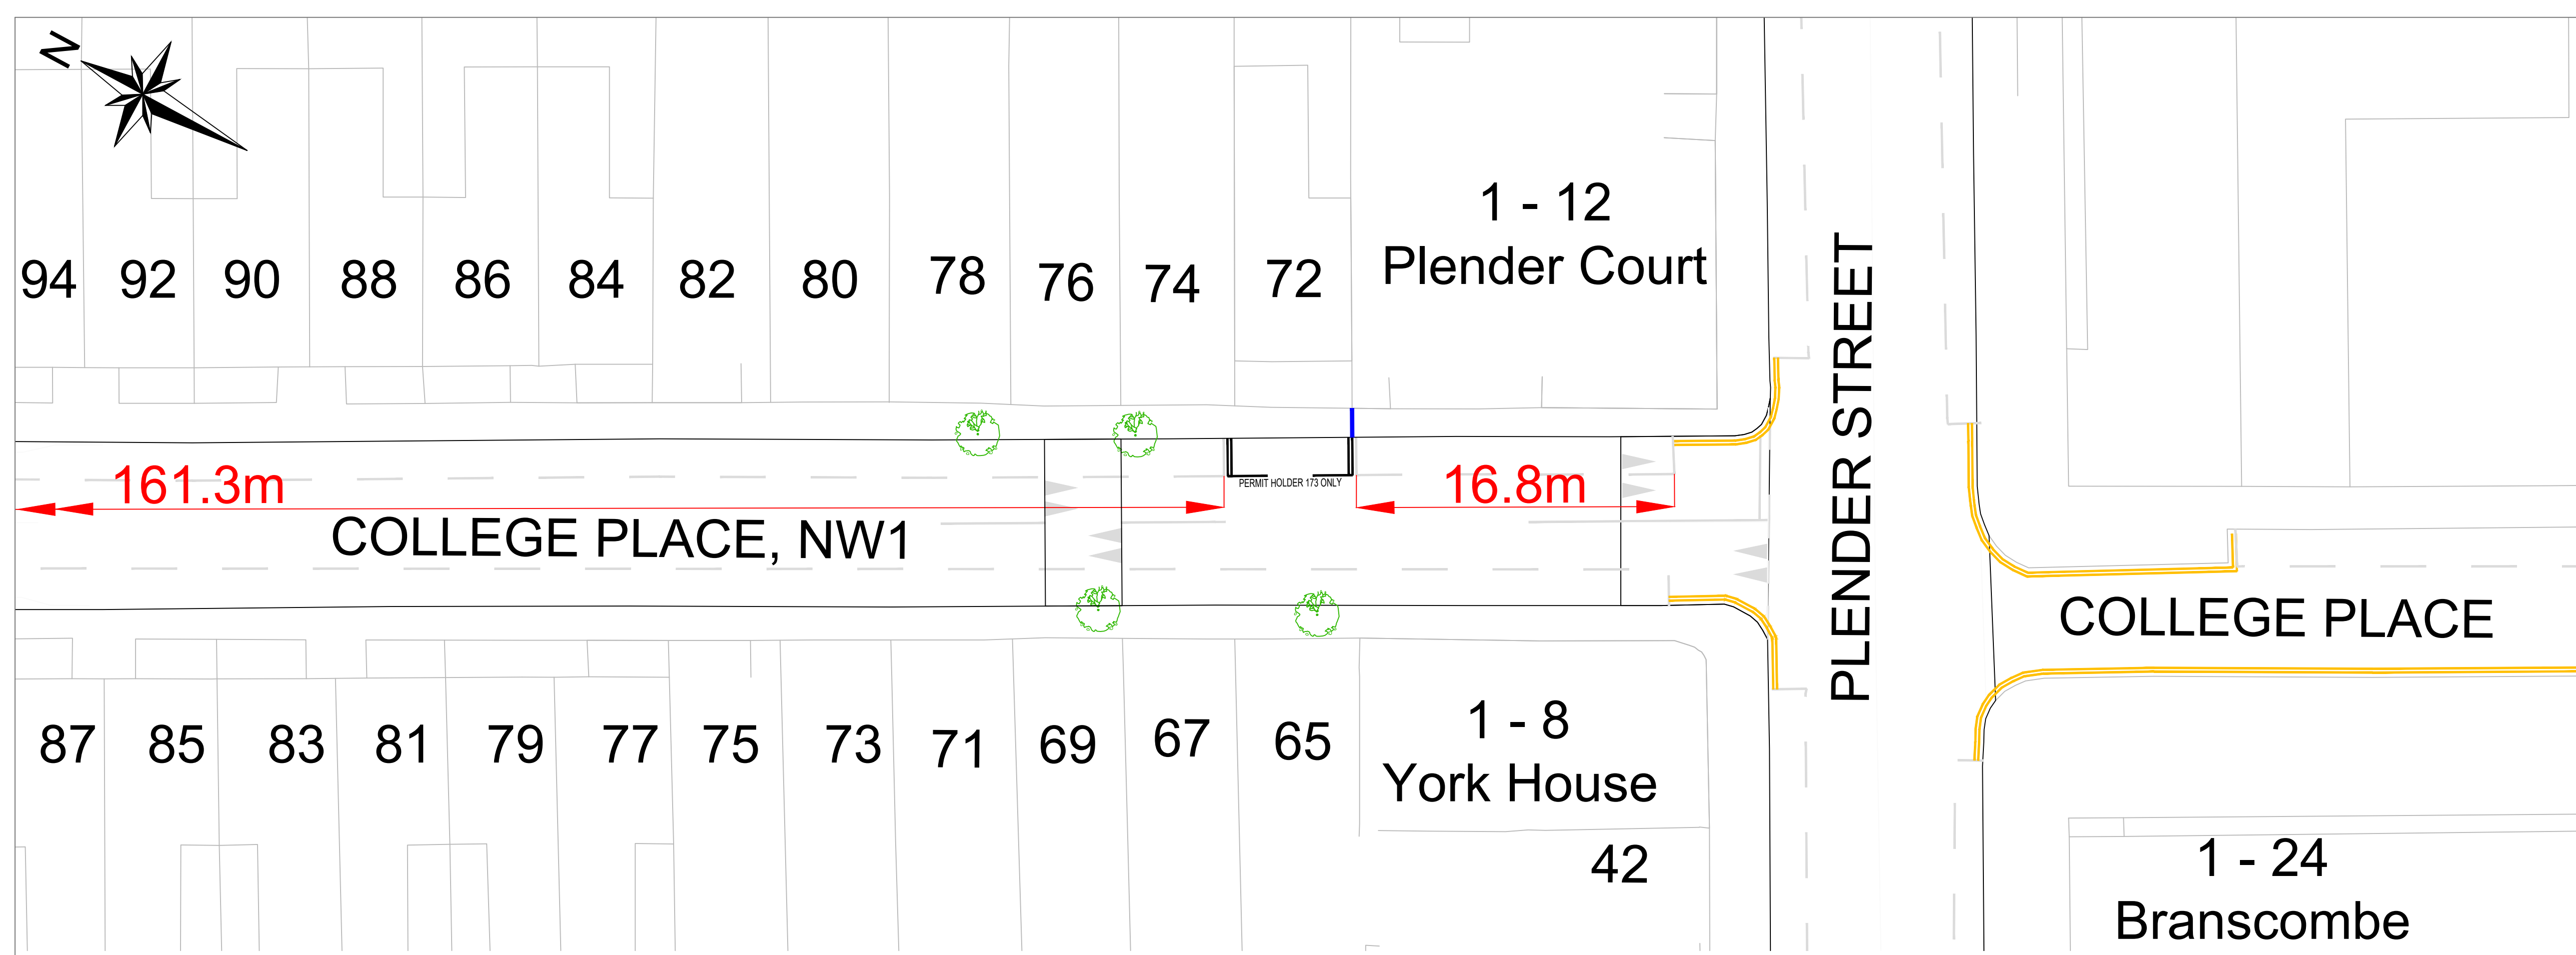 N
1 - 12
Plender Court
94
92
90
88
86
84
82
80
78
76
74
72
161.3m
PERMIT HOLDER 173 ONLY
16.8m
COLLEGE PLACE, NW1
PLENDER STREET
COLLEGE PLACE
87
85
83
81
79
77
75
73
71
69
67
65
1 - 8
York House
42
1 - 24
Branscombe